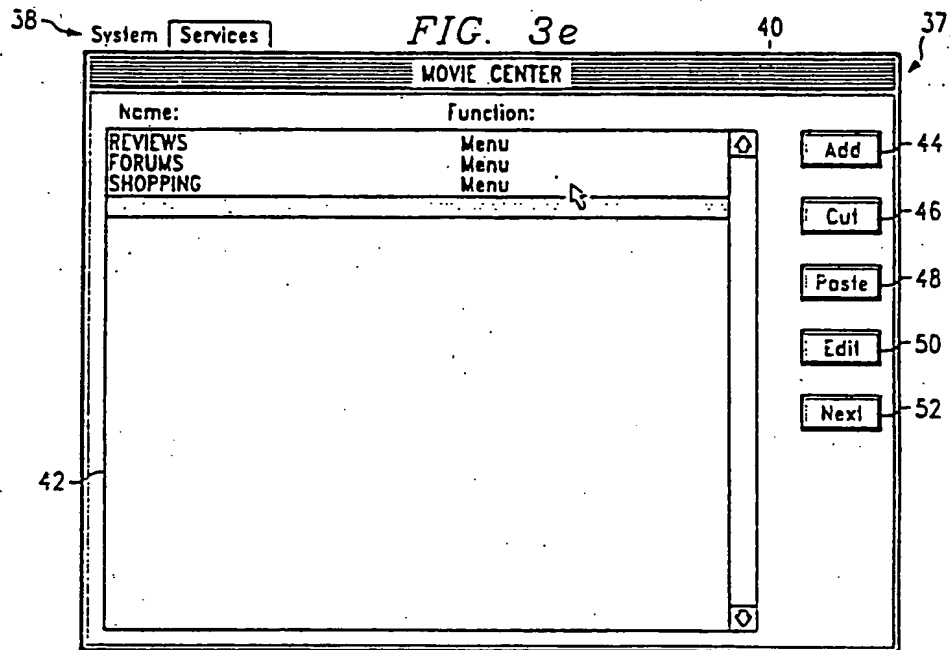 38 System Services FIG. 3e 40 37
MOVIE CENTER
Name: Function:
REVIEWS Menu
FORUMS Menu
SHOPPING Menu
Add 44
Cut 46
Paste 48
Edit 50
Next 52
42